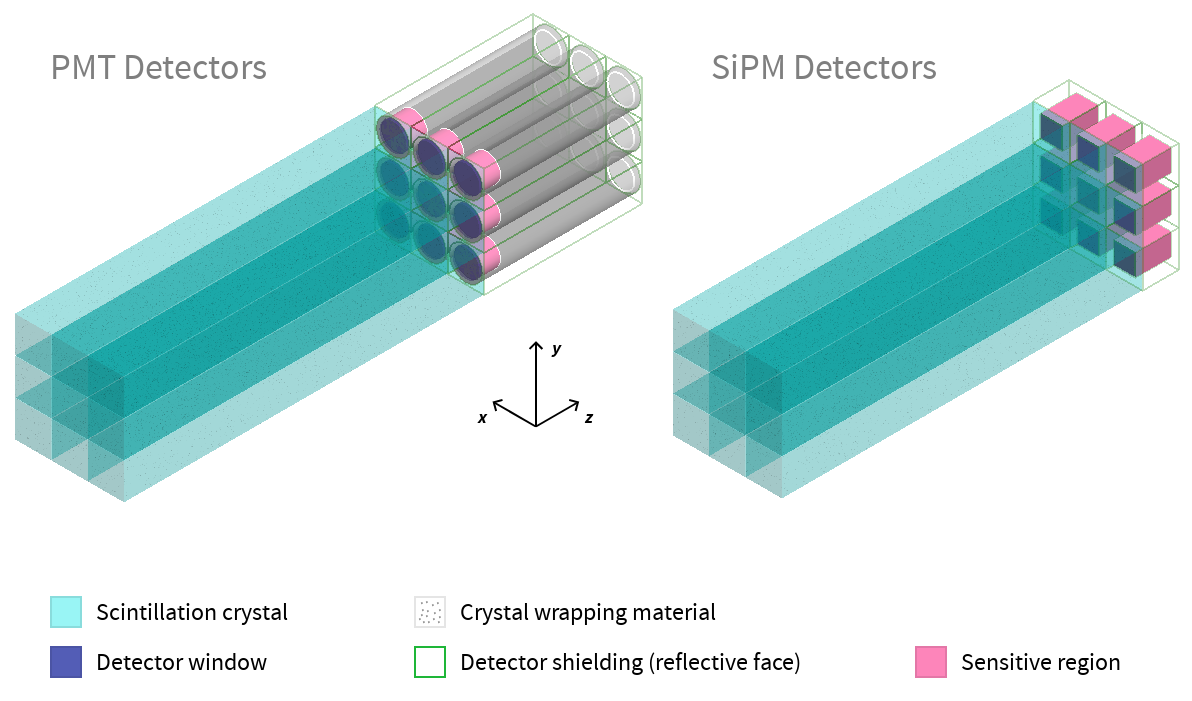 PMT Detectors
SiPM Detectors
y
x
z
Scintillation crystal
Crystal wrapping material
Detector window
Detector shielding (reflective face)
Sensitive region